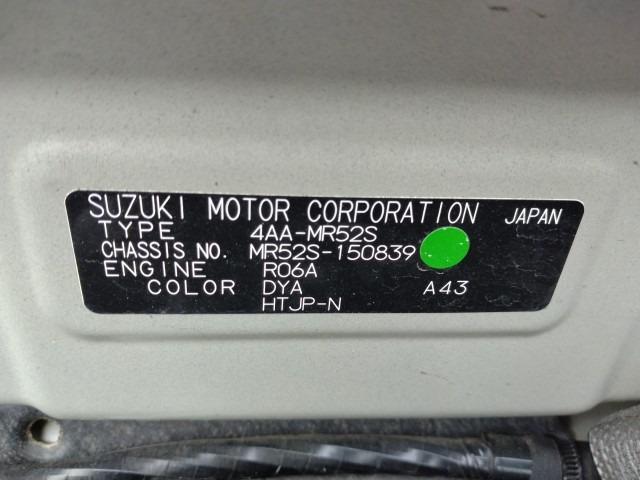 SUZUKI MOTOR CORPORATION JAPAN
TYPE 4AA-MR52S
CHASSIS NO. MR52S-150839
ENGINE R06A
COLOR DYA A43
HTJP-N